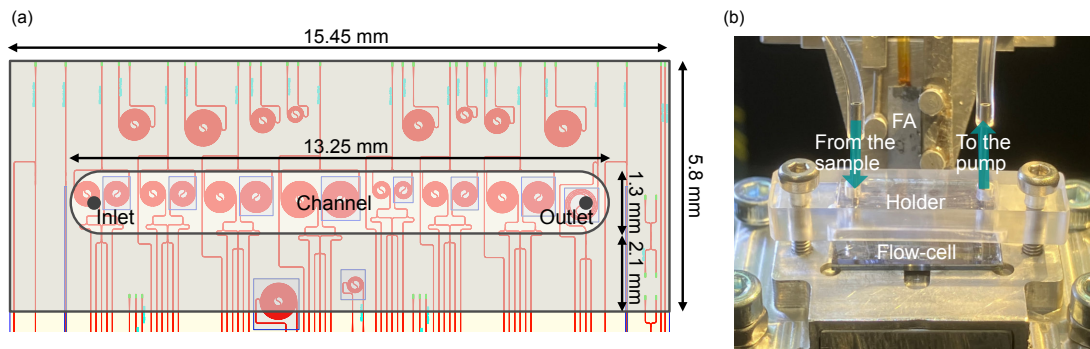 (a)
15.45 mm
13.25 mm
Inlet
Channel
Outlet
1.3 mm
2.1 mm
5.8 mm
(b)
FA
From the
sample
To the
pump
Holder
Flow-cell